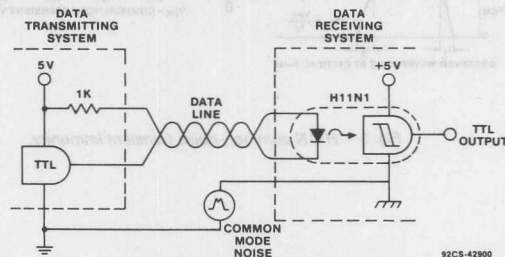 DATA
TRANSMITTING
SYSTEM
DATA
RECEIVING
SYSTEM
5V
+5V
1K
DATA
LINE
H11N1
TTL
TTL
OUTPUT
COMMON
MODE
NOISE
92CS-42900